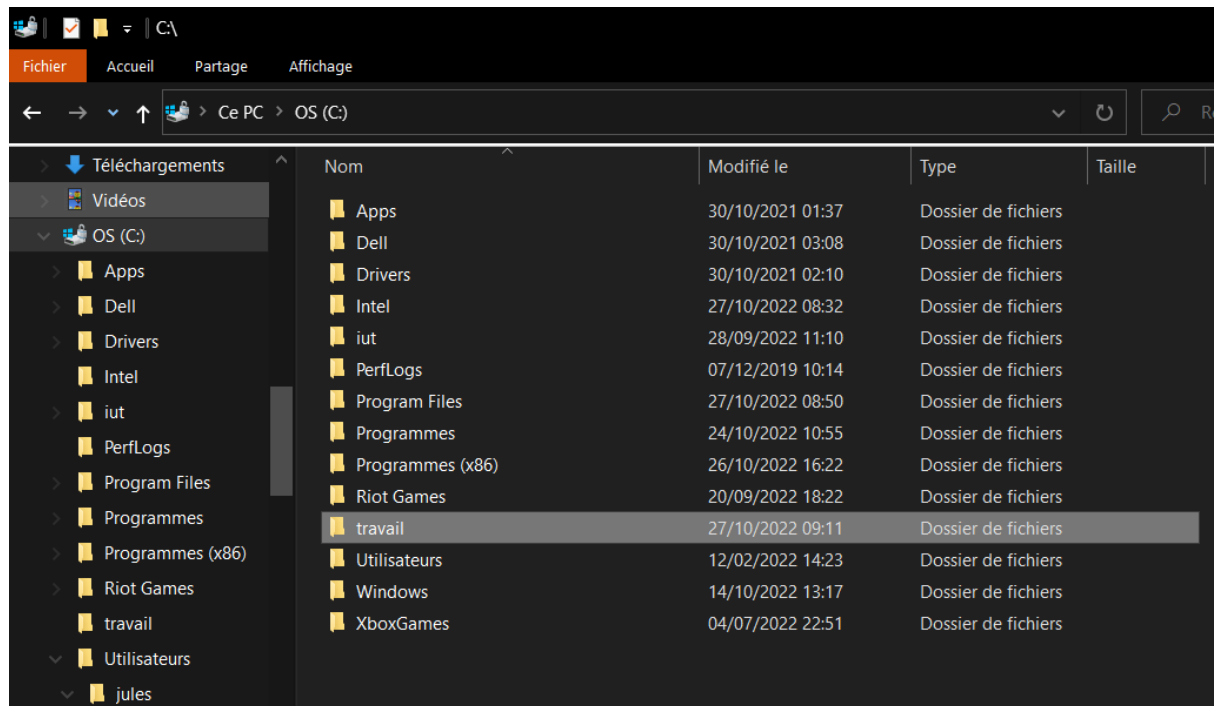 C:\
Fichier Accueil Partage Affichage
Ce PC > OS (C:)
Nom Modifié le Type Taille
Téléchargements
Vidéos
OS (C:)
Apps
Dell
Drivers
Intel
iut
PerfLogs
Program Files
Programmes
Programmes (x86)
Riot Games
travail
Utilisateurs
jules
Apps 30/10/2021 01:37 Dossier de fichiers
Dell 30/10/2021 03:08 Dossier de fichiers
Drivers 30/10/2021 02:10 Dossier de fichiers
Intel 27/10/2022 08:32 Dossier de fichiers
iut 28/09/2022 11:10 Dossier de fichiers
PerfLogs 07/12/2019 10:14 Dossier de fichiers
Program Files 27/10/2022 08:50 Dossier de fichiers
Programmes 24/10/2022 10:55 Dossier de fichiers
Programmes (x86) 26/10/2022 16:22 Dossier de fichiers
Riot Games 20/09/2022 18:22 Dossier de fichiers
travail 27/10/2022 09:11 Dossier de fichiers
Utilisateurs 12/02/2022 14:23 Dossier de fichiers
Windows 14/10/2022 13:17 Dossier de fichiers
XboxGames 04/07/2022 22:51 Dossier de fichiers